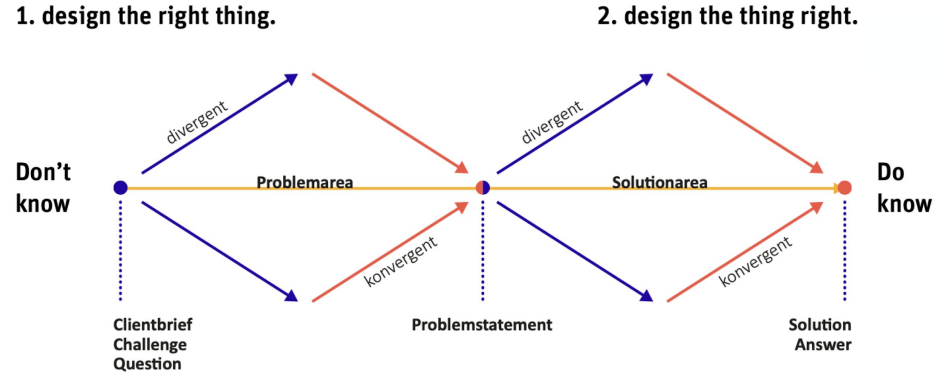 1. design the right thing.
2. design the thing right.
divergent
divergent
Don't
know
Problemarea
Solutionarea
Do
know
konvergent
konvergent
Clientbrief
Challenge
Question
Problemstatement
Solution
Answer